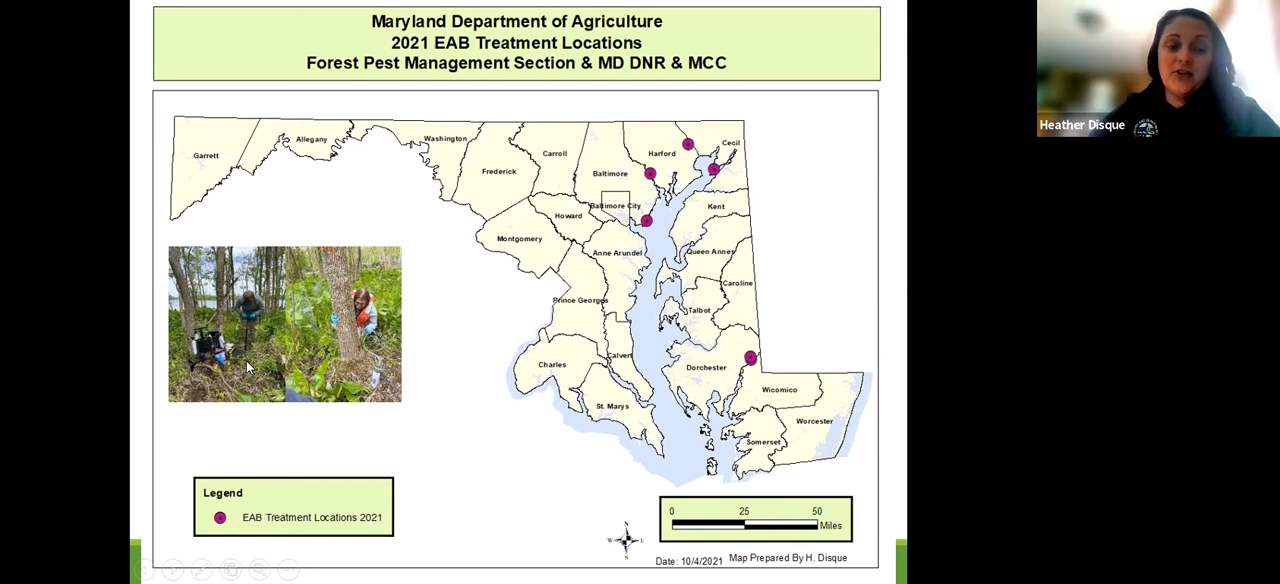 Maryland Department of Agriculture
2021 EAB Treatment Locations
Forest Pest Management Section & MD DNR & MCC
Heather Disque
Garrett
Allegany
Washington
Frederick
Carroll
Baltimore
Harford
Cecil
Baltimore City
Howard
Kent
Montgomery
Anne Arundel
Queen Annes
Caroline
Prince Georges
Talbot
Calvert
Charles
Dorchester
St. Marys
Wicomico
Worcester
Somerset
Legend
EAB Treatment Locations 2021
0 25 50
Miles
N
W E
S
Date: 10/4/2021 Map Prepared By H. Disque